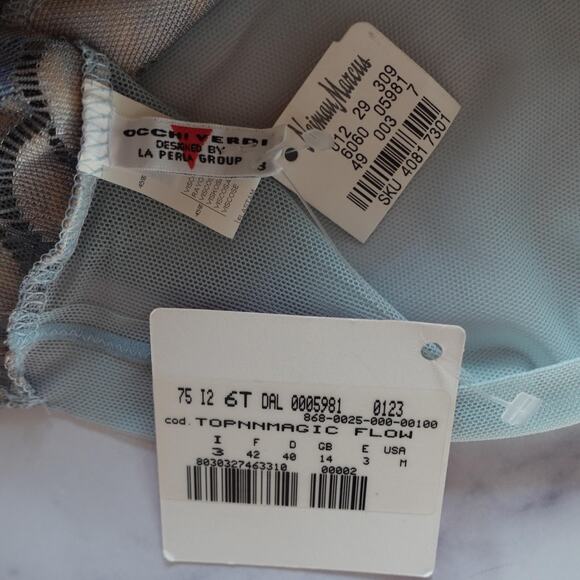 Neiman Marcus
012 29 309
6060
49 003 05981
7
SKU 4081 7301
OCCHI VERDI
DESIGNED BY
LA PERLA GROUP
3
75 I2 6T DAL 0005981 0123
868-0025-000-00100
cod. TOPNNMAGIC FLOW
I F D GB E USA
3 42 40 14 3 M
8030327463310 00002